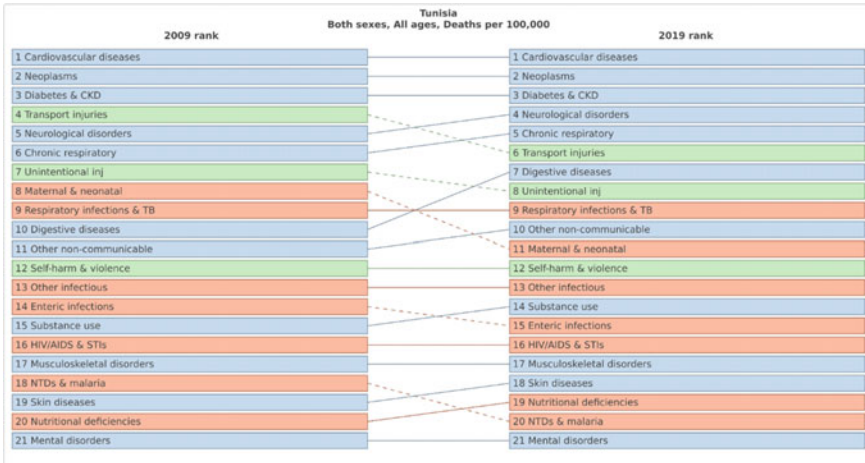 Tunisia
Both sexes, All ages, Deaths per 100,000
2009 rank
2019 rank
1 Cardiovascular diseases
1 Cardiovascular diseases
2 Neoplasms
2 Neoplasms
3 Diabetes & CKD
3 Diabetes & CKD
4 Transport injuries
4 Neurological disorders
5 Neurological disorders
5 Chronic respiratory
6 Chronic respiratory
6 Transport injuries
7 Unintentional inj
7 Digestive diseases
8 Maternal & neonatal
8 Unintentional inj
9 Respiratory infections & TB
9 Respiratory infections & TB
10 Digestive diseases
10 Other non-communicable
11 Other non-communicable
11 Maternal & neonatal
12 Self-harm & violence
12 Self-harm & violence
13 Other infectious
13 Other infectious
14 Enteric infections
14 Substance use
15 Substance use
15 Enteric infections
16 HIV/AIDS & STIs
16 HIV/AIDS & STIs
17 Musculoskeletal disorders
17 Musculoskeletal disorders
18 NTDs & malaria
18 Skin diseases
19 Skin diseases
19 Nutritional deficiencies
20 Nutritional deficiencies
20 NTDs & malaria
21 Mental disorders
21 Mental disorders